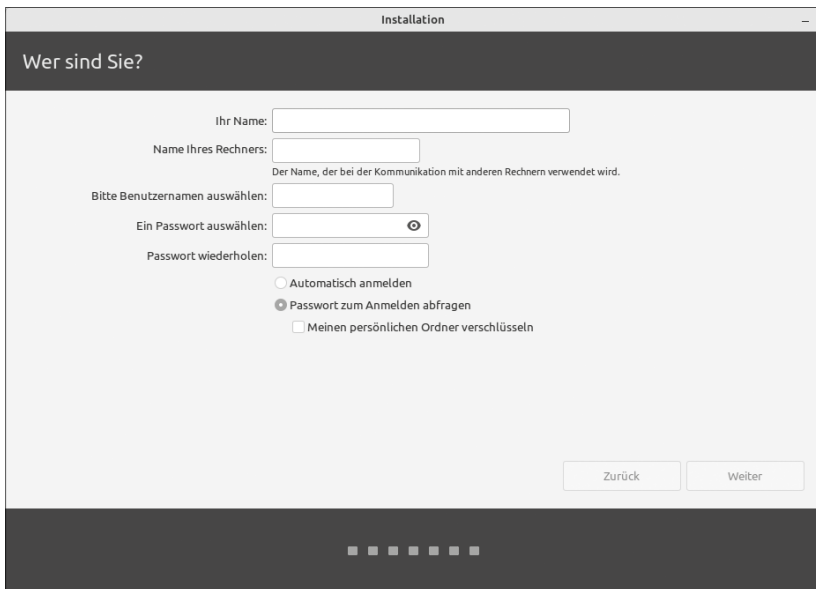 Installation
Wer sind Sie?
Ihr Name:
Name Ihres Rechners:
Der Name, der bei der Kommunikation mit anderen Rechnern verwendet wird.
Bitte Benutzernamen auswählen:
Ein Passwort auswählen:
Passwort wiederholen:
Automatisch anmelden
Passwort zum Anmelden abfragen
Meinen persönlichen Ordner verschlüsseln
Zurück Weiter